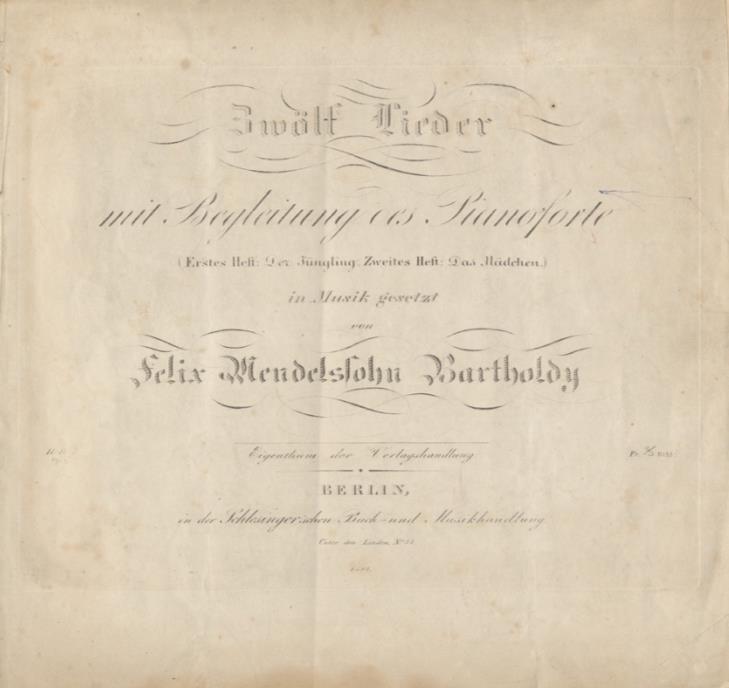 Zwölf Lieder
mit Begleitung des Pianoforte
(Erstes Heft: Der Jüngling. Zweites Heft: Das Mädchen.)
in Musik gesetzt
von
Felix Mendelsſohn Bartholdy
Eigenthum der Verlagshandlung
BERLIN,
in der Schlesinger'schen Buch- und Musikhandlung
Unter den Linden, No. 34.